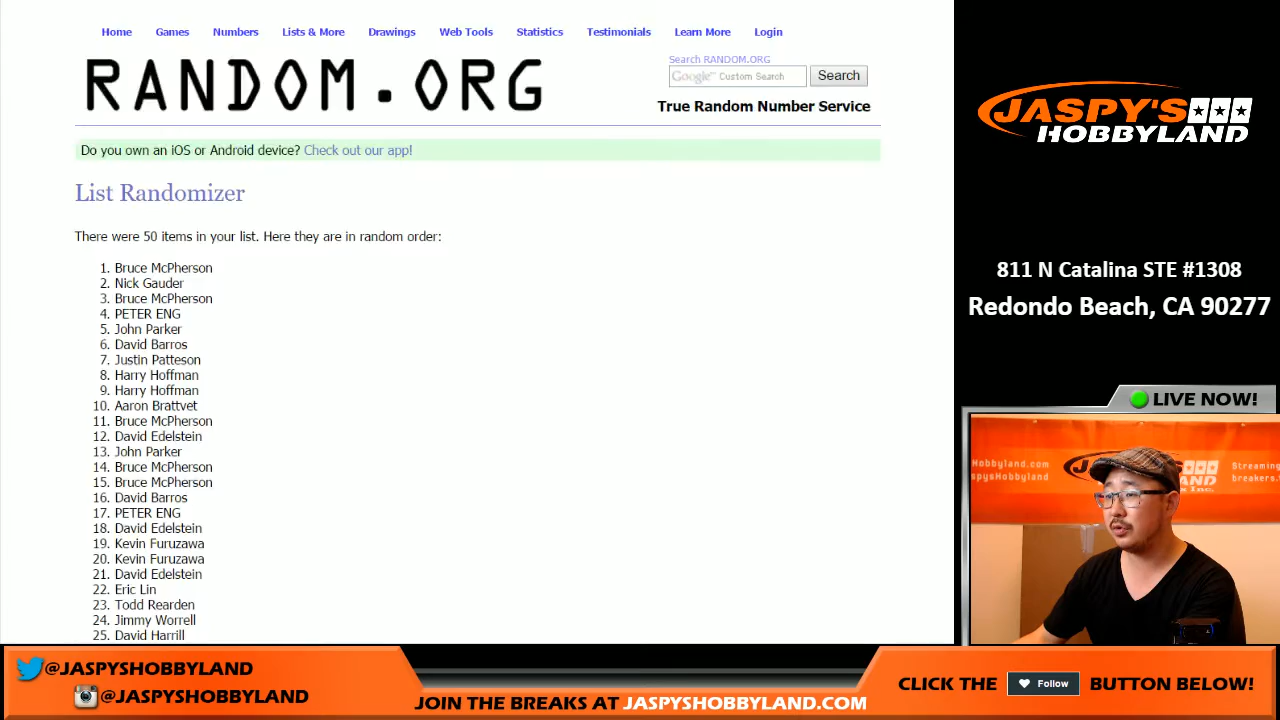 Home Games Numbers Lists & More Drawings Web Tools Statistics Testimonials Learn More Login
RANDOM.ORG
Search RANDOM.ORG
Google™ Custom Search
Search
True Random Number Service
Do you own an iOS or Android device? Check out our app!
List Randomizer
There were 50 items in your list. Here they are in random order:
1. Bruce McPherson
2. Nick Gauder
3. Bruce McPherson
4. PETER ENG
5. John Parker
6. David Barros
7. Justin Patteson
8. Harry Hoffman
9. Harry Hoffman
10. Aaron Brattvet
11. Bruce McPherson
12. David Edelstein
13. John Parker
14. Bruce McPherson
15. Bruce McPherson
16. David Barros
17. PETER ENG
18. David Edelstein
19. Kevin Furuzawa
20. Kevin Furuzawa
21. David Edelstein
22. Eric Lin
23. Todd Rearden
24. Jimmy Worrell
25. David Harrill
JASPY'S
HOBBYLAND
811 N Catalina STE #1308
Redondo Beach, CA 90277
LIVE NOW!
Hobbyland.com
spysHobbyland
Streaming
breakers.
@JASPYSHOBBYLAND
@JASPYSHOBBYLAND
JOIN THE BREAKS AT JASPYSHOBBYLAND.COM
CLICK THE Follow BUTTON BELOW!